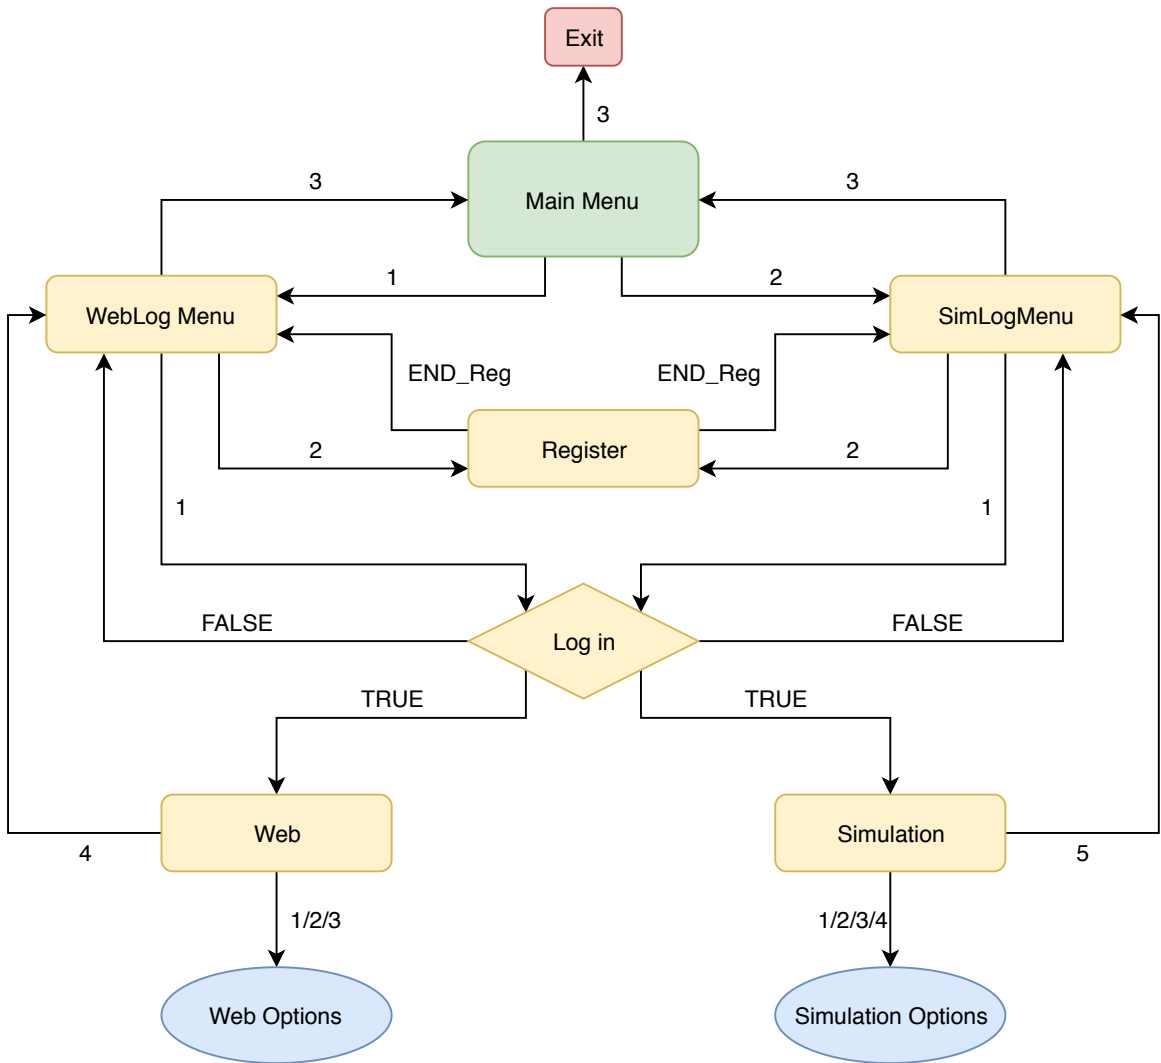 Exit
3
Main Menu
3
3
1
2
WebLog Menu
SimLogMenu
END_Reg
END_Reg
Register
2
2
1
1
FALSE
FALSE
Log in
TRUE
TRUE
Web
Simulation
4
5
1/2/3
1/2/3/4
Web Options
Simulation Options